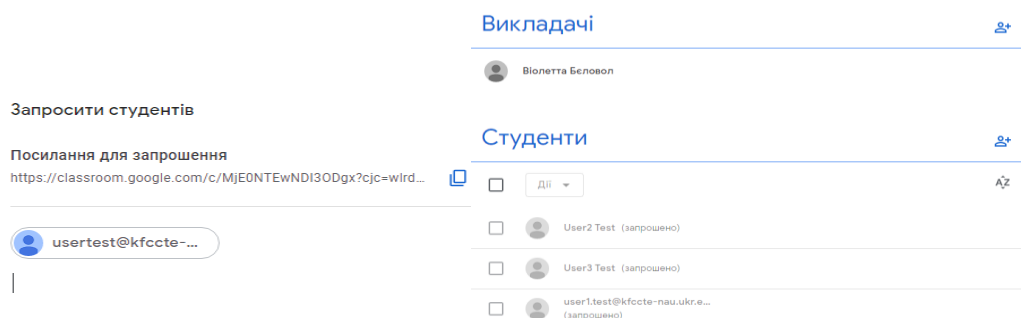 Запросити студентів
Посилання для запрошення
https://classroom.google.com/c/MjE0NTEwNDI3ODgx?cjc=wlrd...
usertest@kfccte-...
Викладачі
Віолетта Бєловол
Студенти
Дії
AZ
User2 Test (запрошено)
User3 Test (запрошено)
user1.test@kfccte-nau.ukr.e...
(запрошено)